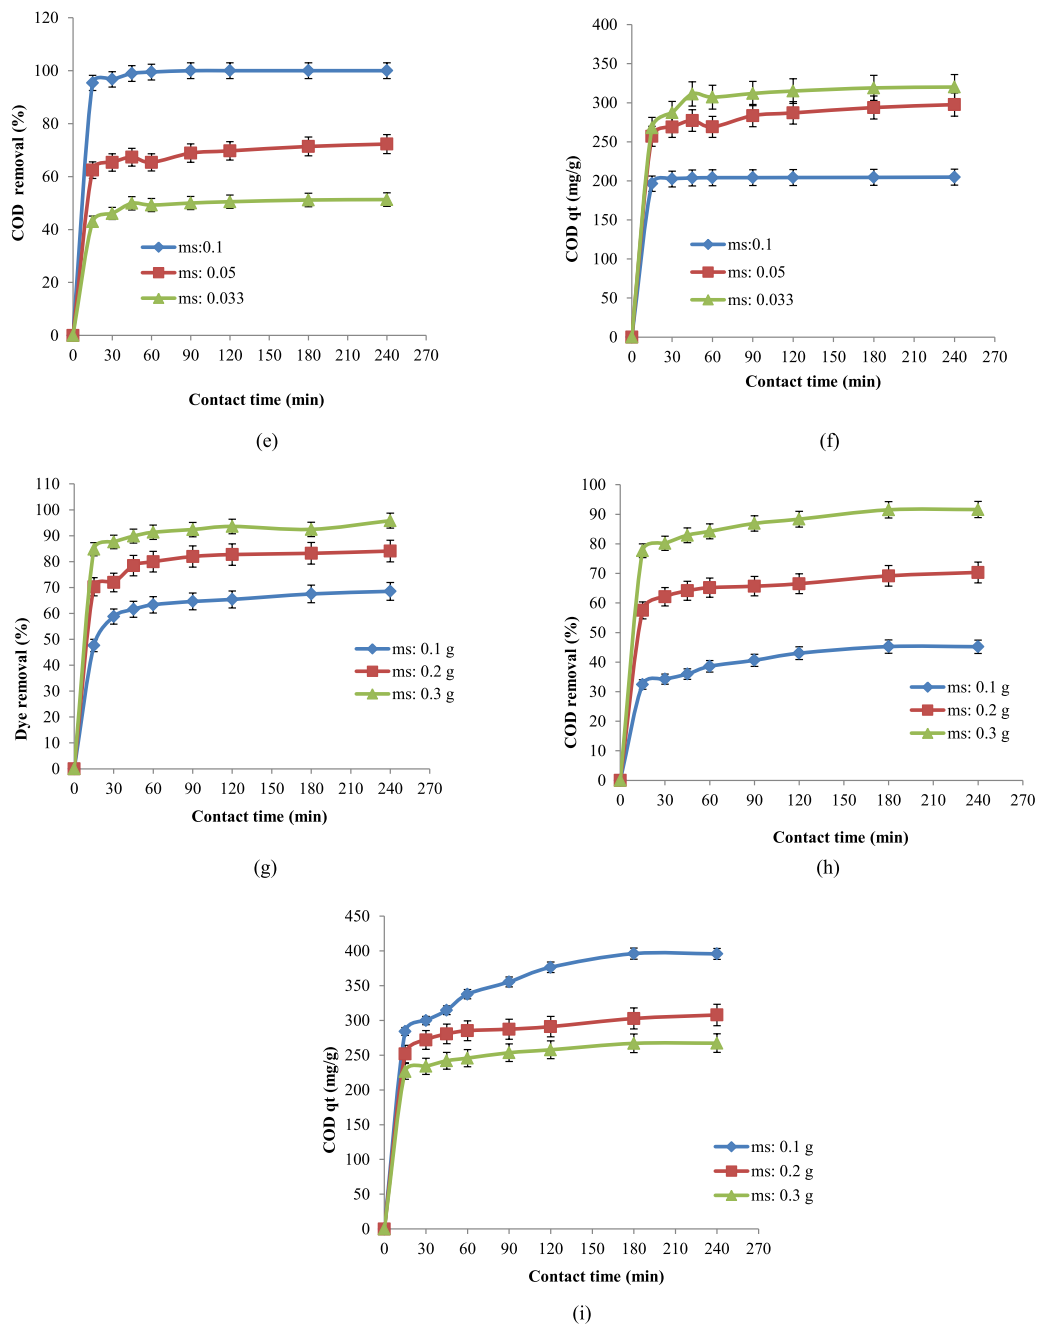 120
100
80
60
40
20
0
COD removal (%)
ms:0.1
ms: 0.05
ms: 0.033
0 30 60 90 120 150 180 210 240 270
Contact time (min)
(e)
400
350
300
250
200
150
100
50
0
COD qt (mg/g)
ms:0.1
ms: 0.05
ms: 0.033
0 30 60 90 120 150 180 210 240 270
Contact time (min)
(f)
110
100
90
80
70
60
50
40
30
20
10
0
Dye removal (%)
ms: 0.1 g
ms: 0.2 g
ms: 0.3 g
0 30 60 90 120 150 180 210 240 270
Contact time (min)
(g)
100
90
80
70
60
50
40
30
20
10
0
COD removal (%)
ms: 0.1 g
ms: 0.2 g
ms: 0.3 g
0 30 60 90 120 150 180 210 240 270
Contact time (min)
(h)
450
400
350
300
250
200
150
100
50
0
COD qt (mg/g)
ms: 0.1 g
ms: 0.2 g
ms: 0.3 g
0 30 60 90 120 150 180 210 240 270
Contact time (min)
(i)